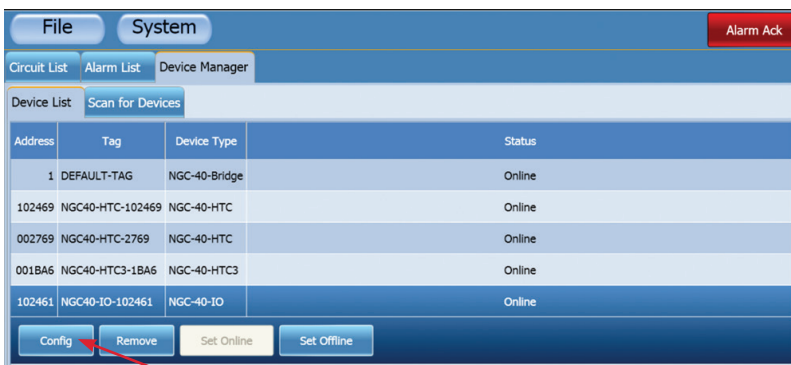 File System Alarm Ack
Circuit List Alarm List Device Manager
Device List Scan for Devices
Address Tag Device Type Status
1 DEFAULT-TAG NGC-40-Bridge Online
102469 NGC40-HTC-102469 NGC-40-HTC Online
002769 NGC40-HTC-2769 NGC-40-HTC Online
001BA6 NGC40-HTC3-1BA6 NGC-40-HTC3 Online
102461 NGC40-IO-102461 NGC-40-IO Online
Config Remove Set Online Set Offline